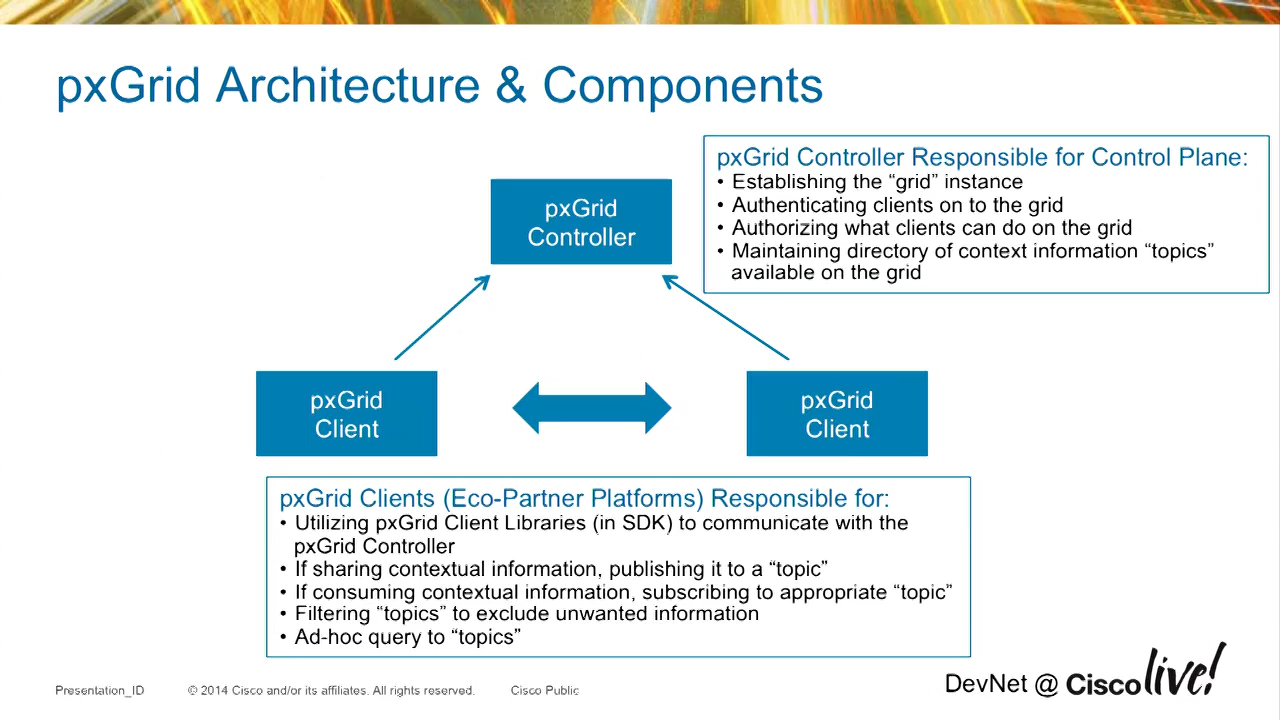 pxGrid Architecture & Components
pxGrid Controller Responsible for Control Plane:
• Establishing the “grid” instance
• Authenticating clients on to the grid
• Authorizing what clients can do on the grid
• Maintaining directory of context information “topics”
available on the grid
pxGrid
Controller
pxGrid
Client
pxGrid
Client
pxGrid Clients (Eco-Partner Platforms) Responsible for:
• Utilizing pxGrid Client Libraries (in SDK) to communicate with the
pxGrid Controller
• If sharing contextual information, publishing it to a “topic”
• If consuming contextual information, subscribing to appropriate “topic”
• Filtering “topics” to exclude unwanted information
• Ad-hoc query to “topics”
Presentation_ID © 2014 Cisco and/or its affiliates. All rights reserved. Cisco Public
DevNet @ Cisco live!